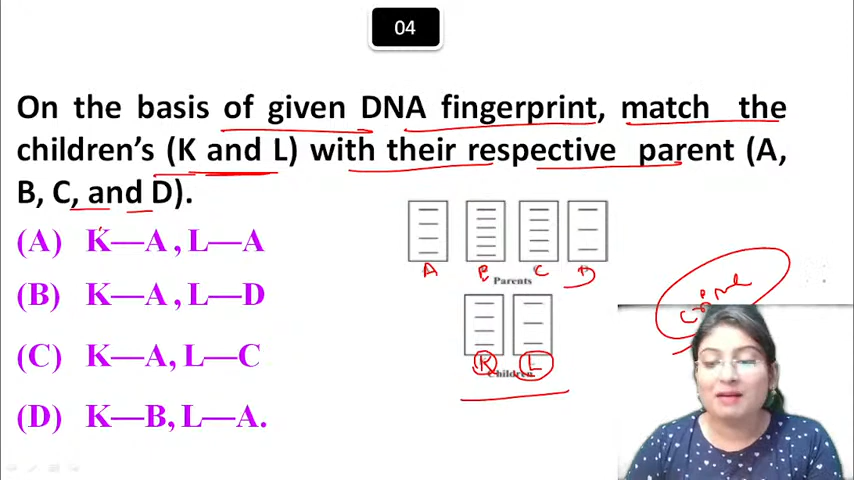 04
On the basis of given DNA fingerprint, match the
children's (K and L) with their respective parent (A,
B, C, and D).
(A) K—A , L—A
(B) K—A , L—D
(C) K—A, L—C
(D) K—B, L—A.
A B C D
Parents
K L
Children